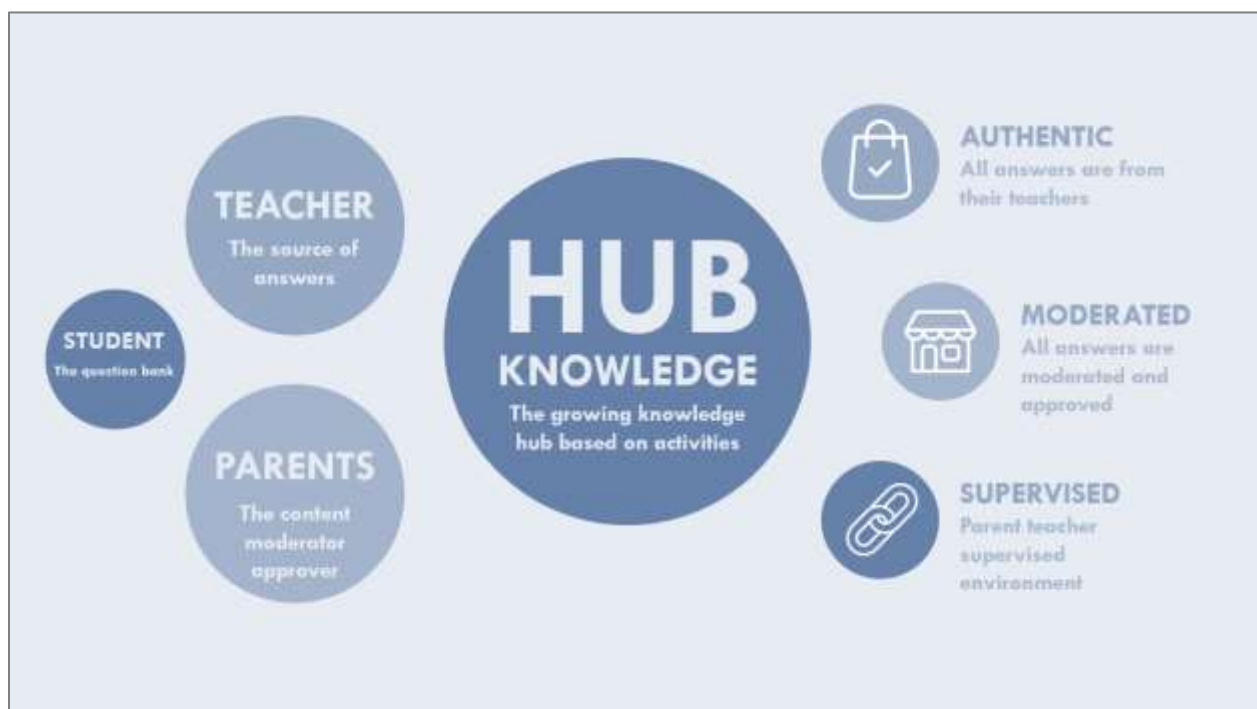 STUDENT
The question bank
TEACHER
The source of
answers
PARENTS
The content
moderator
approver
HUB
KNOWLEDGE
The growing knowledge
hub based on activities
AUTHENTIC
All answers are from
their teachers
MODERATED
All answers are
moderated and
approved
SUPERVISED
Parent teacher
supervised
environment